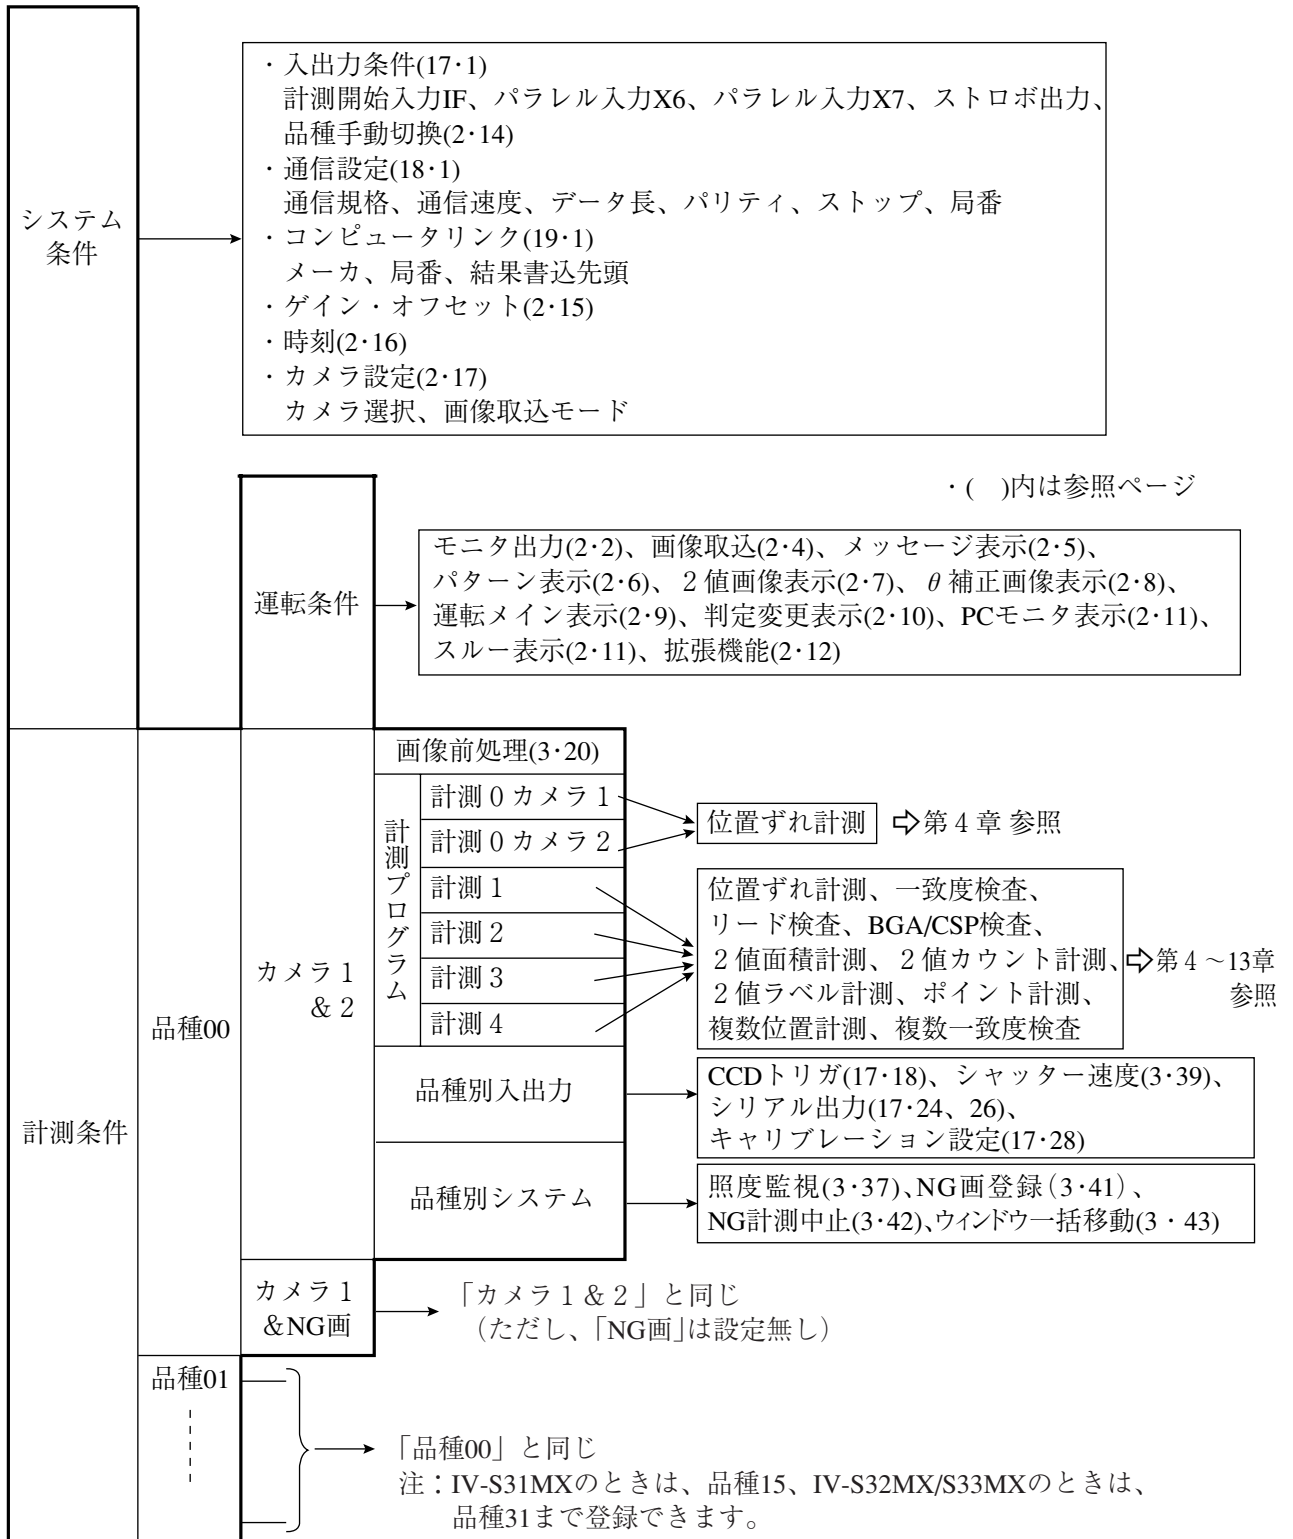 システム
条件
・入出力条件(17・1)
計測開始入力IF、パラレル入力X6、パラレル入力X7、ストロボ出力、
品種手動切換(2・14)
・通信設定(18・1)
通信規格、通信速度、データ長、パリティ、ストップ、局番
・コンピュータリンク(19・1)
メーカ、局番、結果書込先頭
・ゲイン・オフセット(2・15)
・時刻(2・16)
・カメラ設定(2・17)
カメラ選択、画像取込モード
・(　)内は参照ページ
運転条件
モニタ出力(2・2)、画像取込(2・4)、メッセージ表示(2・5)、
パターン表示(2・6)、２値画像表示(2・7)、θ補正画像表示(2・8)、
運転メイン表示(2・9)、判定変更表示(2・10)、PCモニタ表示(2・11)、
スルー表示(2・11)、拡張機能(2・12)
計測条件
品種00
カメラ１
＆２
画像前処理(3・20)
計測プログラム
計測０カメラ１
計測０カメラ２
計測１
計測２
計測３
計測４
位置ずれ計測
⇨第４章 参照
位置ずれ計測、一致度検査、
リード検査、BGA/CSP検査、
２値面積計測、２値カウント計測、
２値ラベル計測、ポイント計測、
複数位置計測、複数一致度検査
⇨第４～13章
参照
品種別入出力
CCDトリガ(17・18)、シャッター速度(3・39)、
シリアル出力(17・24、26)、
キャリブレーション設定(17・28)
品種別システム
照度監視(3・37)、NG画登録(3・41)、
NG計測中止(3・42)、ウィンドウ一括移動(3・43)
カメラ１
＆NG画
「カメラ１＆２」と同じ
（ただし、「NG画」は設定無し）
品種01
「品種00」と同じ
注：IV-S31MXのときは、品種15、IV-S32MX/S33MXのときは、
品種31まで登録できます。